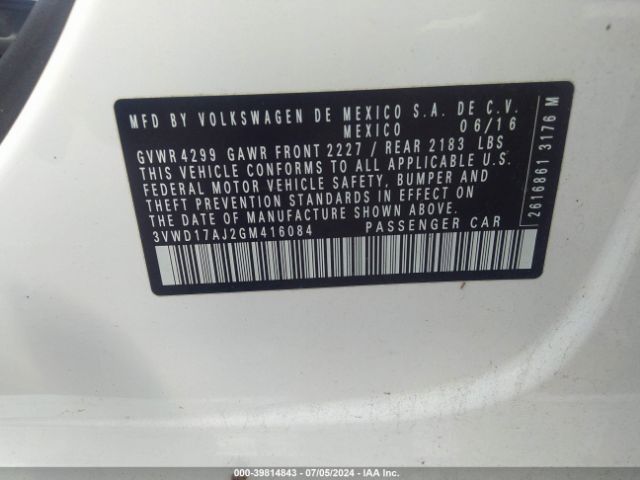 MFD BY VOLKSWAGEN DE MEXICO S.A. DE C.V.
MEXICO 06/16
GVWR 4299 GAWR FRONT 2227 / REAR 2183 LBS
THIS VEHICLE CONFORMS TO ALL APPLICABLE U.S.
FEDERAL MOTOR VEHICLE SAFETY, BUMPER AND
THEFT PREVENTION STANDARDS IN EFFECT ON
THE DATE OF MANUFACTURE SHOWN ABOVE.
3VWD17AJ2GM416084 PASSENGER CAR
2616861 3176 M
000-39814843 - 07/05/2024 - IAA Inc.